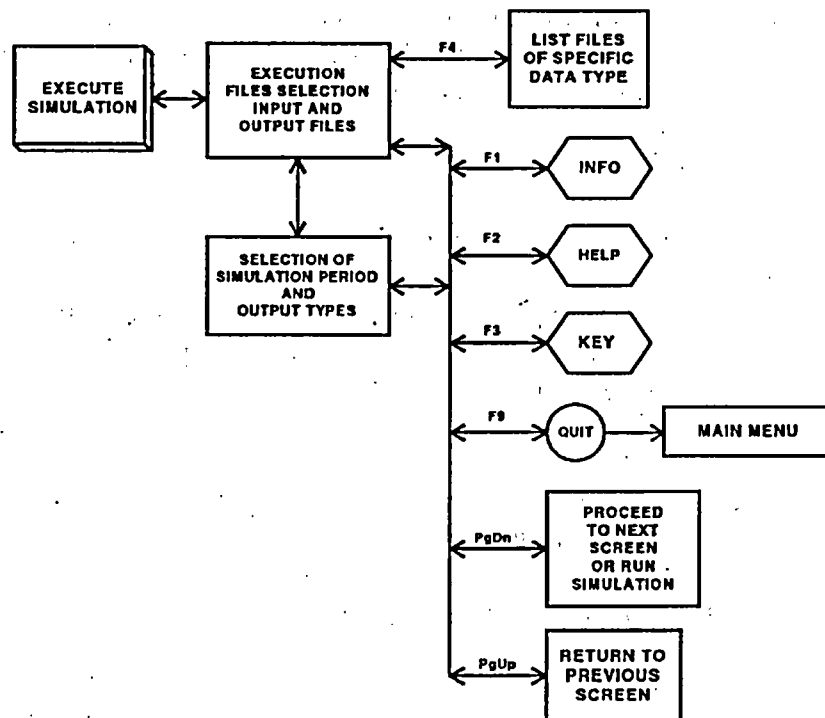 EXECUTE
SIMULATION
EXECUTION
FILES SELECTION
INPUT AND
OUTPUT FILES
F4
LIST FILES
OF SPECIFIC
DATA TYPE
F1
INFO
SELECTION OF
SIMULATION PERIOD
AND
OUTPUT TYPES
F2
HELP
F3
KEY
F9
QUIT
MAIN MENU
PgDn
PROCEED
TO NEXT
SCREEN
OR RUN
SIMULATION
PgUp
RETURN TO
PREVIOUS
SCREEN